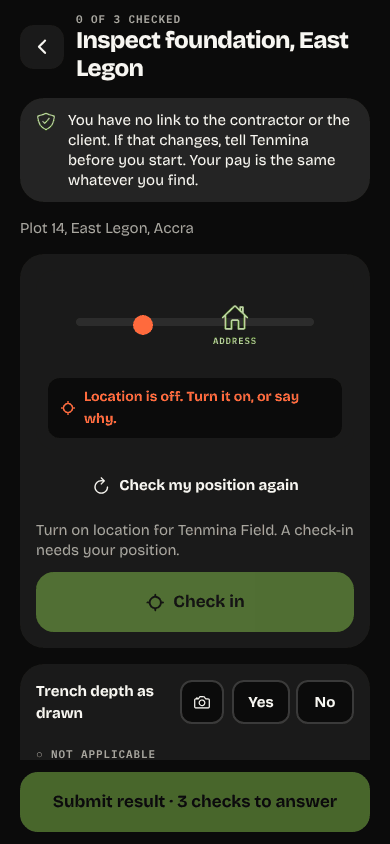 0 OF 3 CHECKED
Inspect foundation, East
Legon
You have no link to the contractor or the
client. If that changes, tell Tenmina
before you start. Your pay is the same
whatever you find.
Plot 14, East Legon, Accra
ADDRESS
Location is off. Turn it on, or say
why.
Check my position again
Turn on location for Tenmina Field. A check-in
needs your position.
Check in
Trench depth as
drawn
Yes
No
NOT APPLICABLE
Submit result · 3 checks to answer